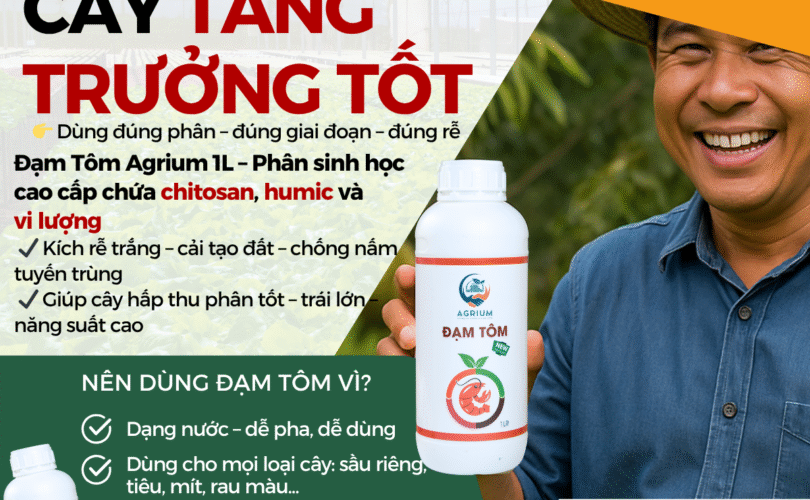 CÂY TĂNG
TRƯỞNG TỐT
Dùng đúng phân – đúng giai đoạn – đúng rễ
Đạm Tôm Agrium 1L – Phân sinh học
cao cấp chứa chitosan, humic và
vi lượng
Kích rễ trắng – cải tạo đất – chống nấm
tuyến trùng
Giúp cây hấp thu phân tốt – trái lớn –
năng suất cao
AGRIUM
ĐẠM TÔM
NEW
NÊN DÙNG ĐẠM TÔM VÌ?
Dạng nước – dễ pha, dễ dùng
Dùng cho mọi loại cây: sầu riêng,
tiêu, mít, rau màu...